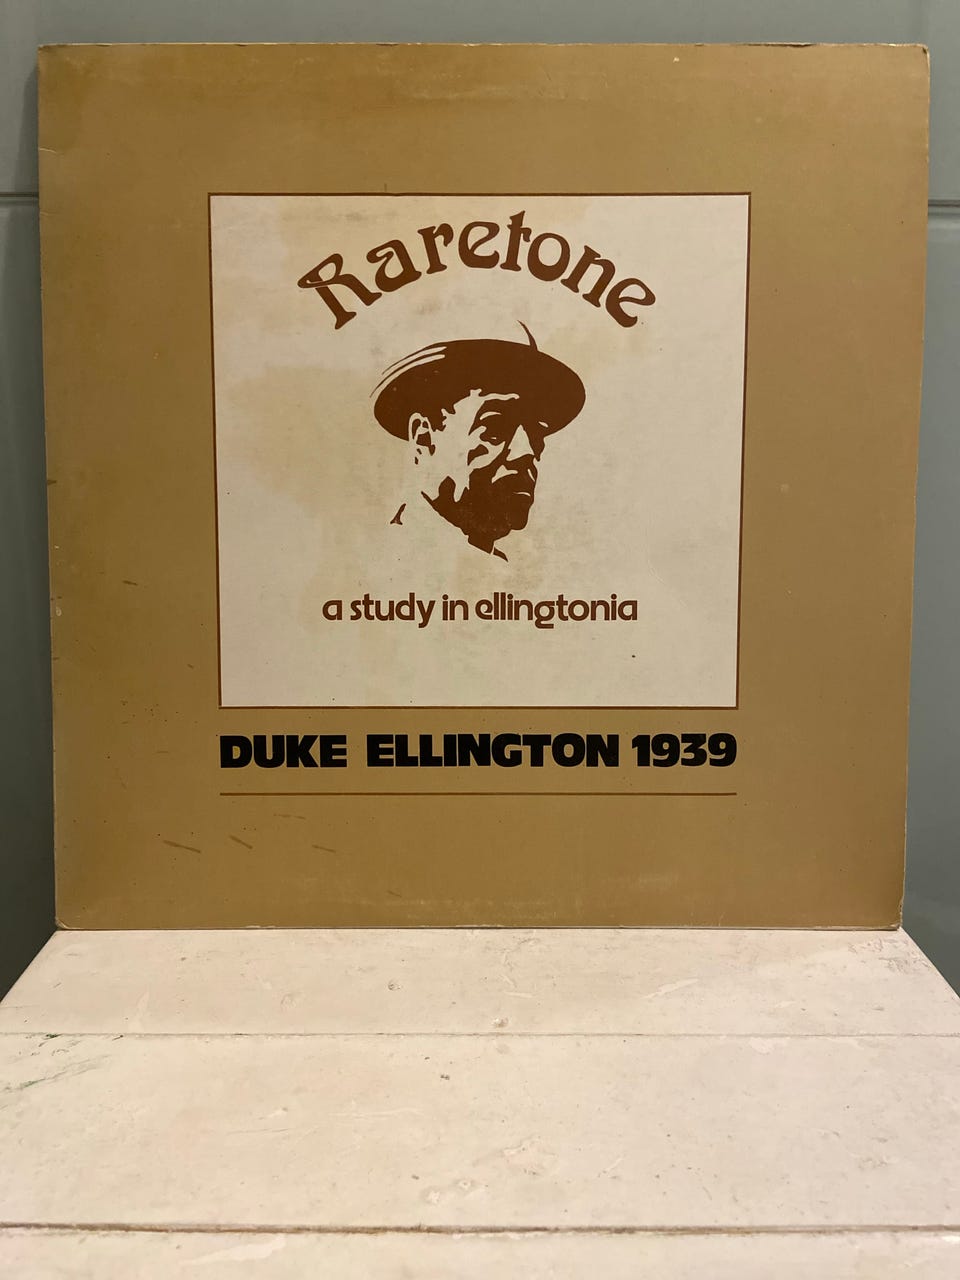 Raretone
a study in ellingtonia
DUKE ELLINGTON 1939